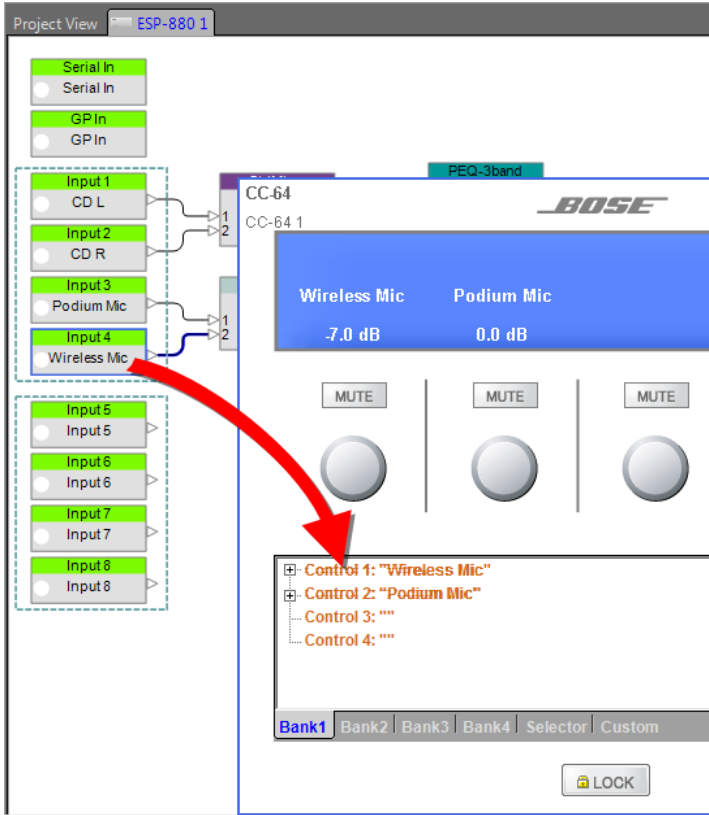 Project View
ESP-880 1
Serial In
Serial In
GP In
GP In
Input 1
CD L
Input 2
CD R
Input 3
Podium Mic
Input 4
Wireless Mic
Input 5
Input 5
Input 6
Input 6
Input 7
Input 7
Input 8
Input 8
1
2
1
2
PEQ-3band
CC-64
CC-64 1
BOSE
Wireless Mic Podium Mic
-7.0 dB 0.0 dB
MUTE MUTE MUTE
Control 1: "Wireless Mic"
Control 2: "Podium Mic"
Control 3: ""
Control 4: ""
Bank1 Bank2 Bank3 Bank4 Selector Custom
LOCK